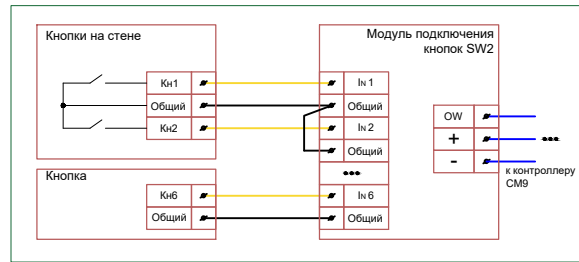 Кнопки на стене
Кн1
Общий
Кн2
Кнопка
Кн6
Общий
Модуль подключения
кнопок SW2
IN 1
Общий
IN 2
Общий
IN 6
Общий
OW
+
-
к контроллеру
CM9